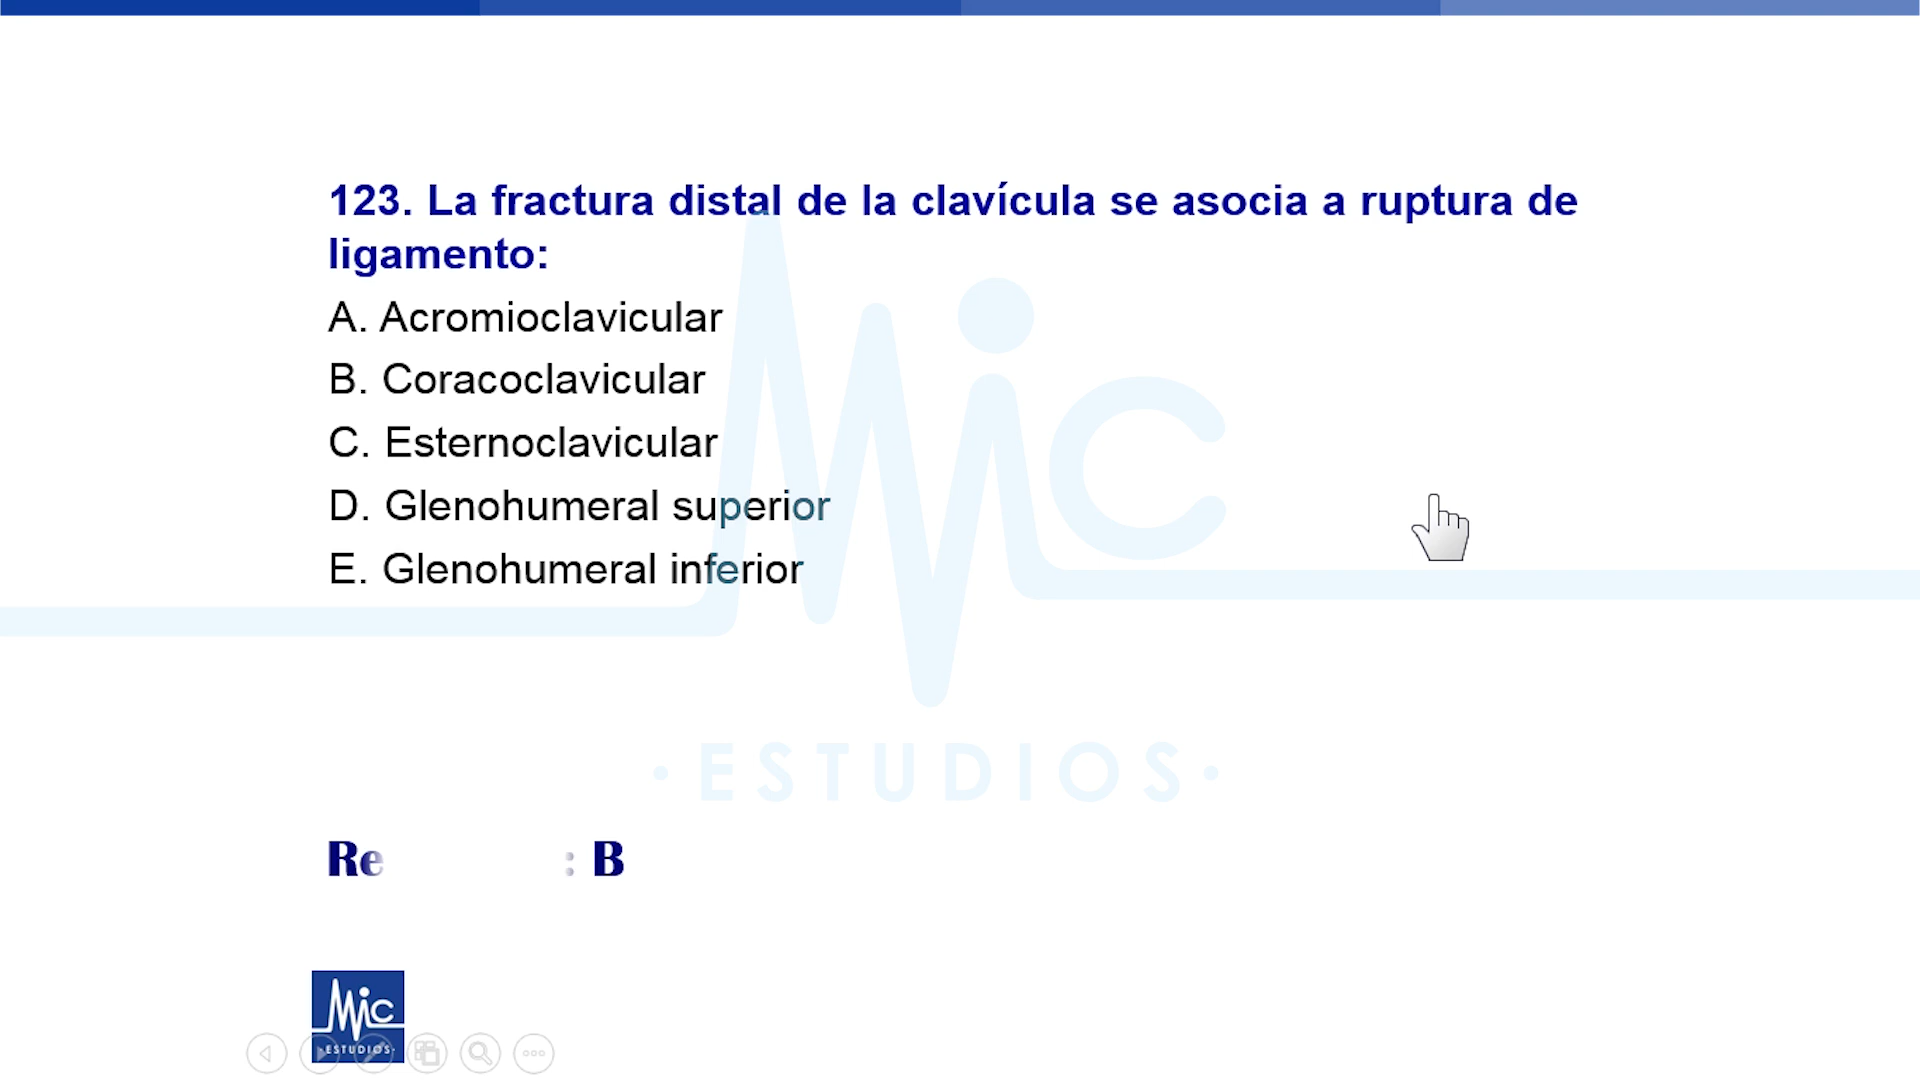 123. La fractura distal de la clavícula se asocia a ruptura de
ligamento:
A. Acromioclavicular
B. Coracoclavicular
C. Esternoclavicular
D. Glenohumeral superior
E. Glenohumeral inferior
Mic
· ESTUDIOS ·
Re : B
Mic
·ESTUDIOS·